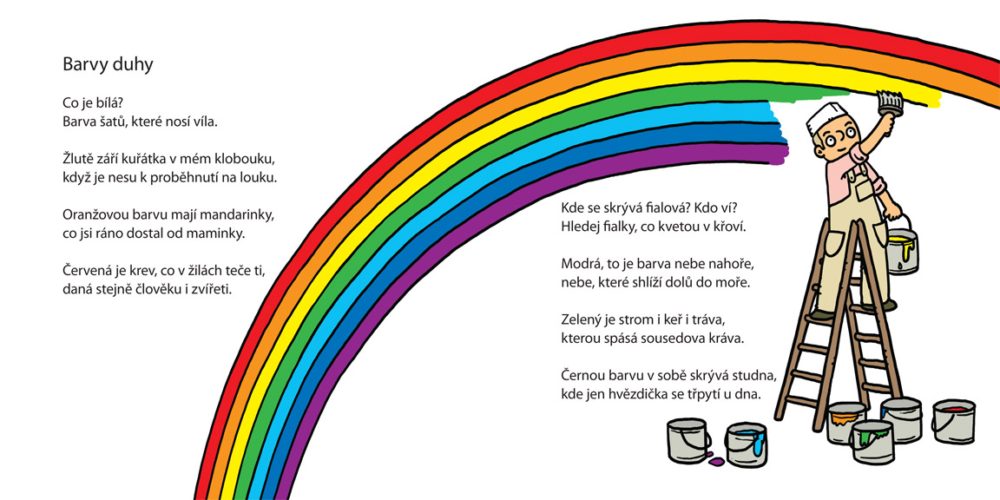 Barvy duhy
Co je bílá?
Barva šatů, které nosí víla.
Žlutě září kuřátka v mém klobouku,
když je nesu k proběhnutí na louku.
Oranžovou barvu mají mandarinky,
co jsi ráno dostal od maminky.
Červená je krev, co v žilách teče ti,
daná stejně člověku i zvířeti.
Kde se skrývá fialová? Kdo ví?
Hledej fialky, co kvetou v křoví.
Modrá, to je barva nebe nahoře,
nebe, které shlíží dolů do moře.
Zelený je strom i keř i tráva,
kterou spásá sousedova kráva.
Černou barvu v sobě skrývá studna,
kde jen hvězdička se třpytí u dna.